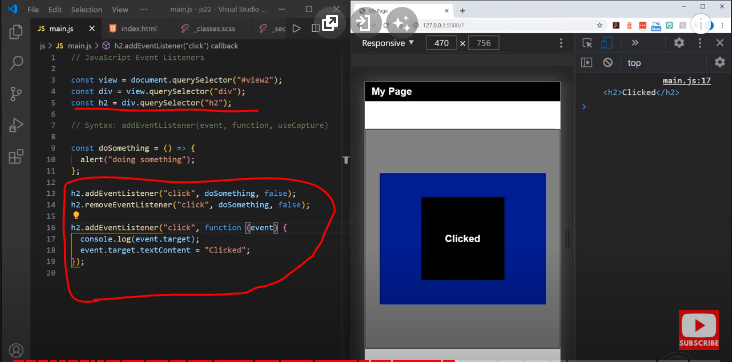 File Edit Selection View ··· main.js - js22 - Visual Studio ...
My Page
main.js
index.html
_classes.scss
127.0.0.1:5500/?
js > main.js > h2.addEventListener("click") callback
Responsive 470 × 756
top
1 // JavaScript Event Listeners
2
3 const view = document.querySelector("#view2");
4 const div = view.querySelector("div");
5 const h2 = div.querySelector("h2");
6
7 // Syntax: addEventListener(event, function, useCapture)
8
9 const doSomething = () => {
10 alert("doing something");
11 };
12
13 h2.addEventListener("click", doSomething, false);
14 h2.removeEventListener("click", doSomething, false);
15
16 h2.addEventListener("click", function (event) {
17 console.log(event.target);
18 event.target.textContent = "Clicked";
19 });
20
My Page
Clicked
main.js:17
<h2>Clicked</h2>
SUBSCRIBE